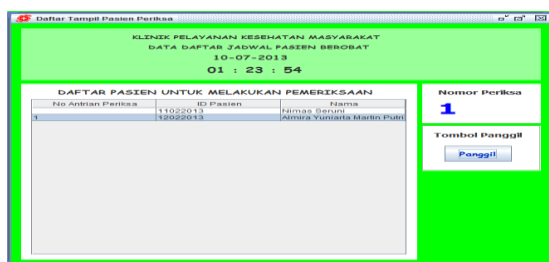 Daftar Tampil Pasien Periksa
KLINIK PELAYANAN KESEHATAN MASYARAKAT
DATA DAFTAR JADWAL PASIEN BEROBAT
10-07-2013
01 : 23 : 54
DAFTAR PASIEN UNTUK MELAKUKAN PEMERIKSAAN
No Antrian Periksa ID Pasien Nama
11022013 Nimas Seruni
1 12022013 Almira Yuniarta Martin Putri
Nomor Periksa
1
Tombol Panggil
Panggil